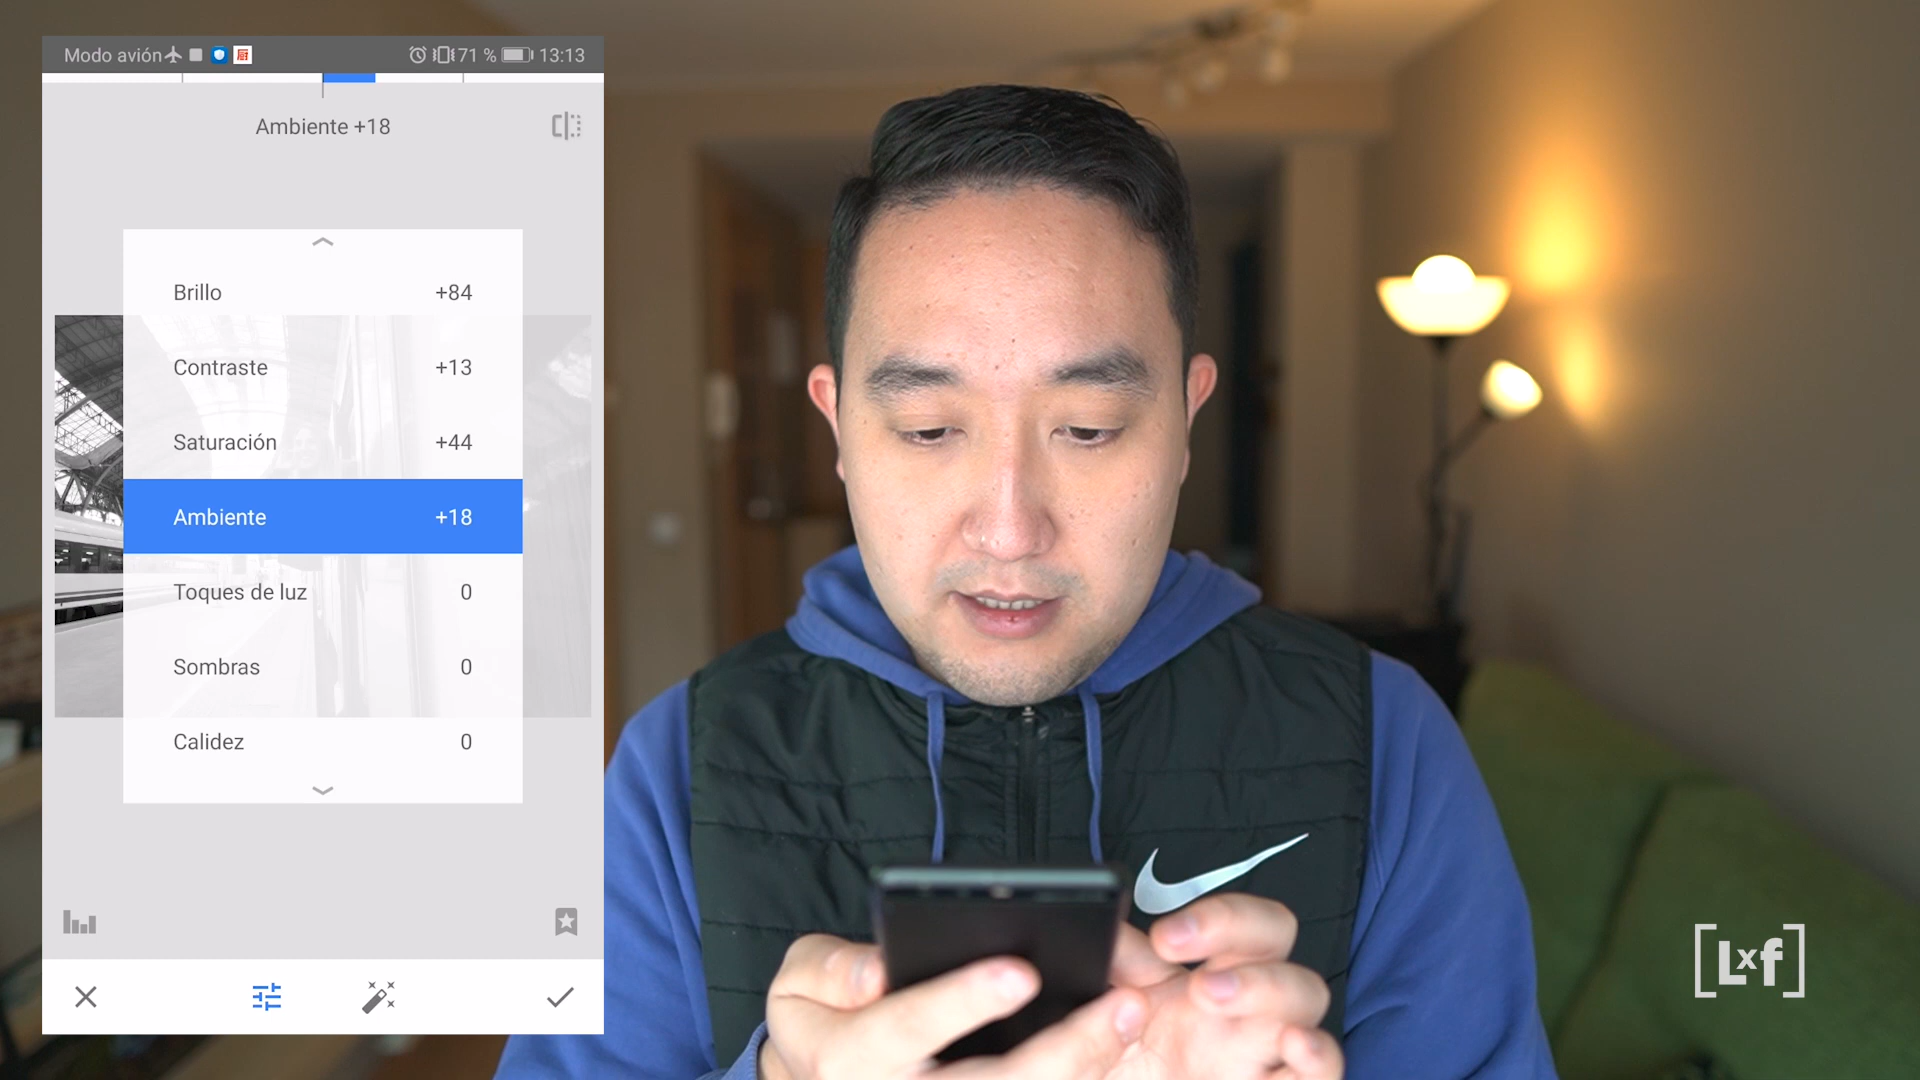 Modo avión 71 % 13:13
Ambiente +18
Brillo +84
Contraste +13
Saturación +44
Ambiente +18
Toques de luz 0
Sombras 0
Calidez 0
[Lxf]